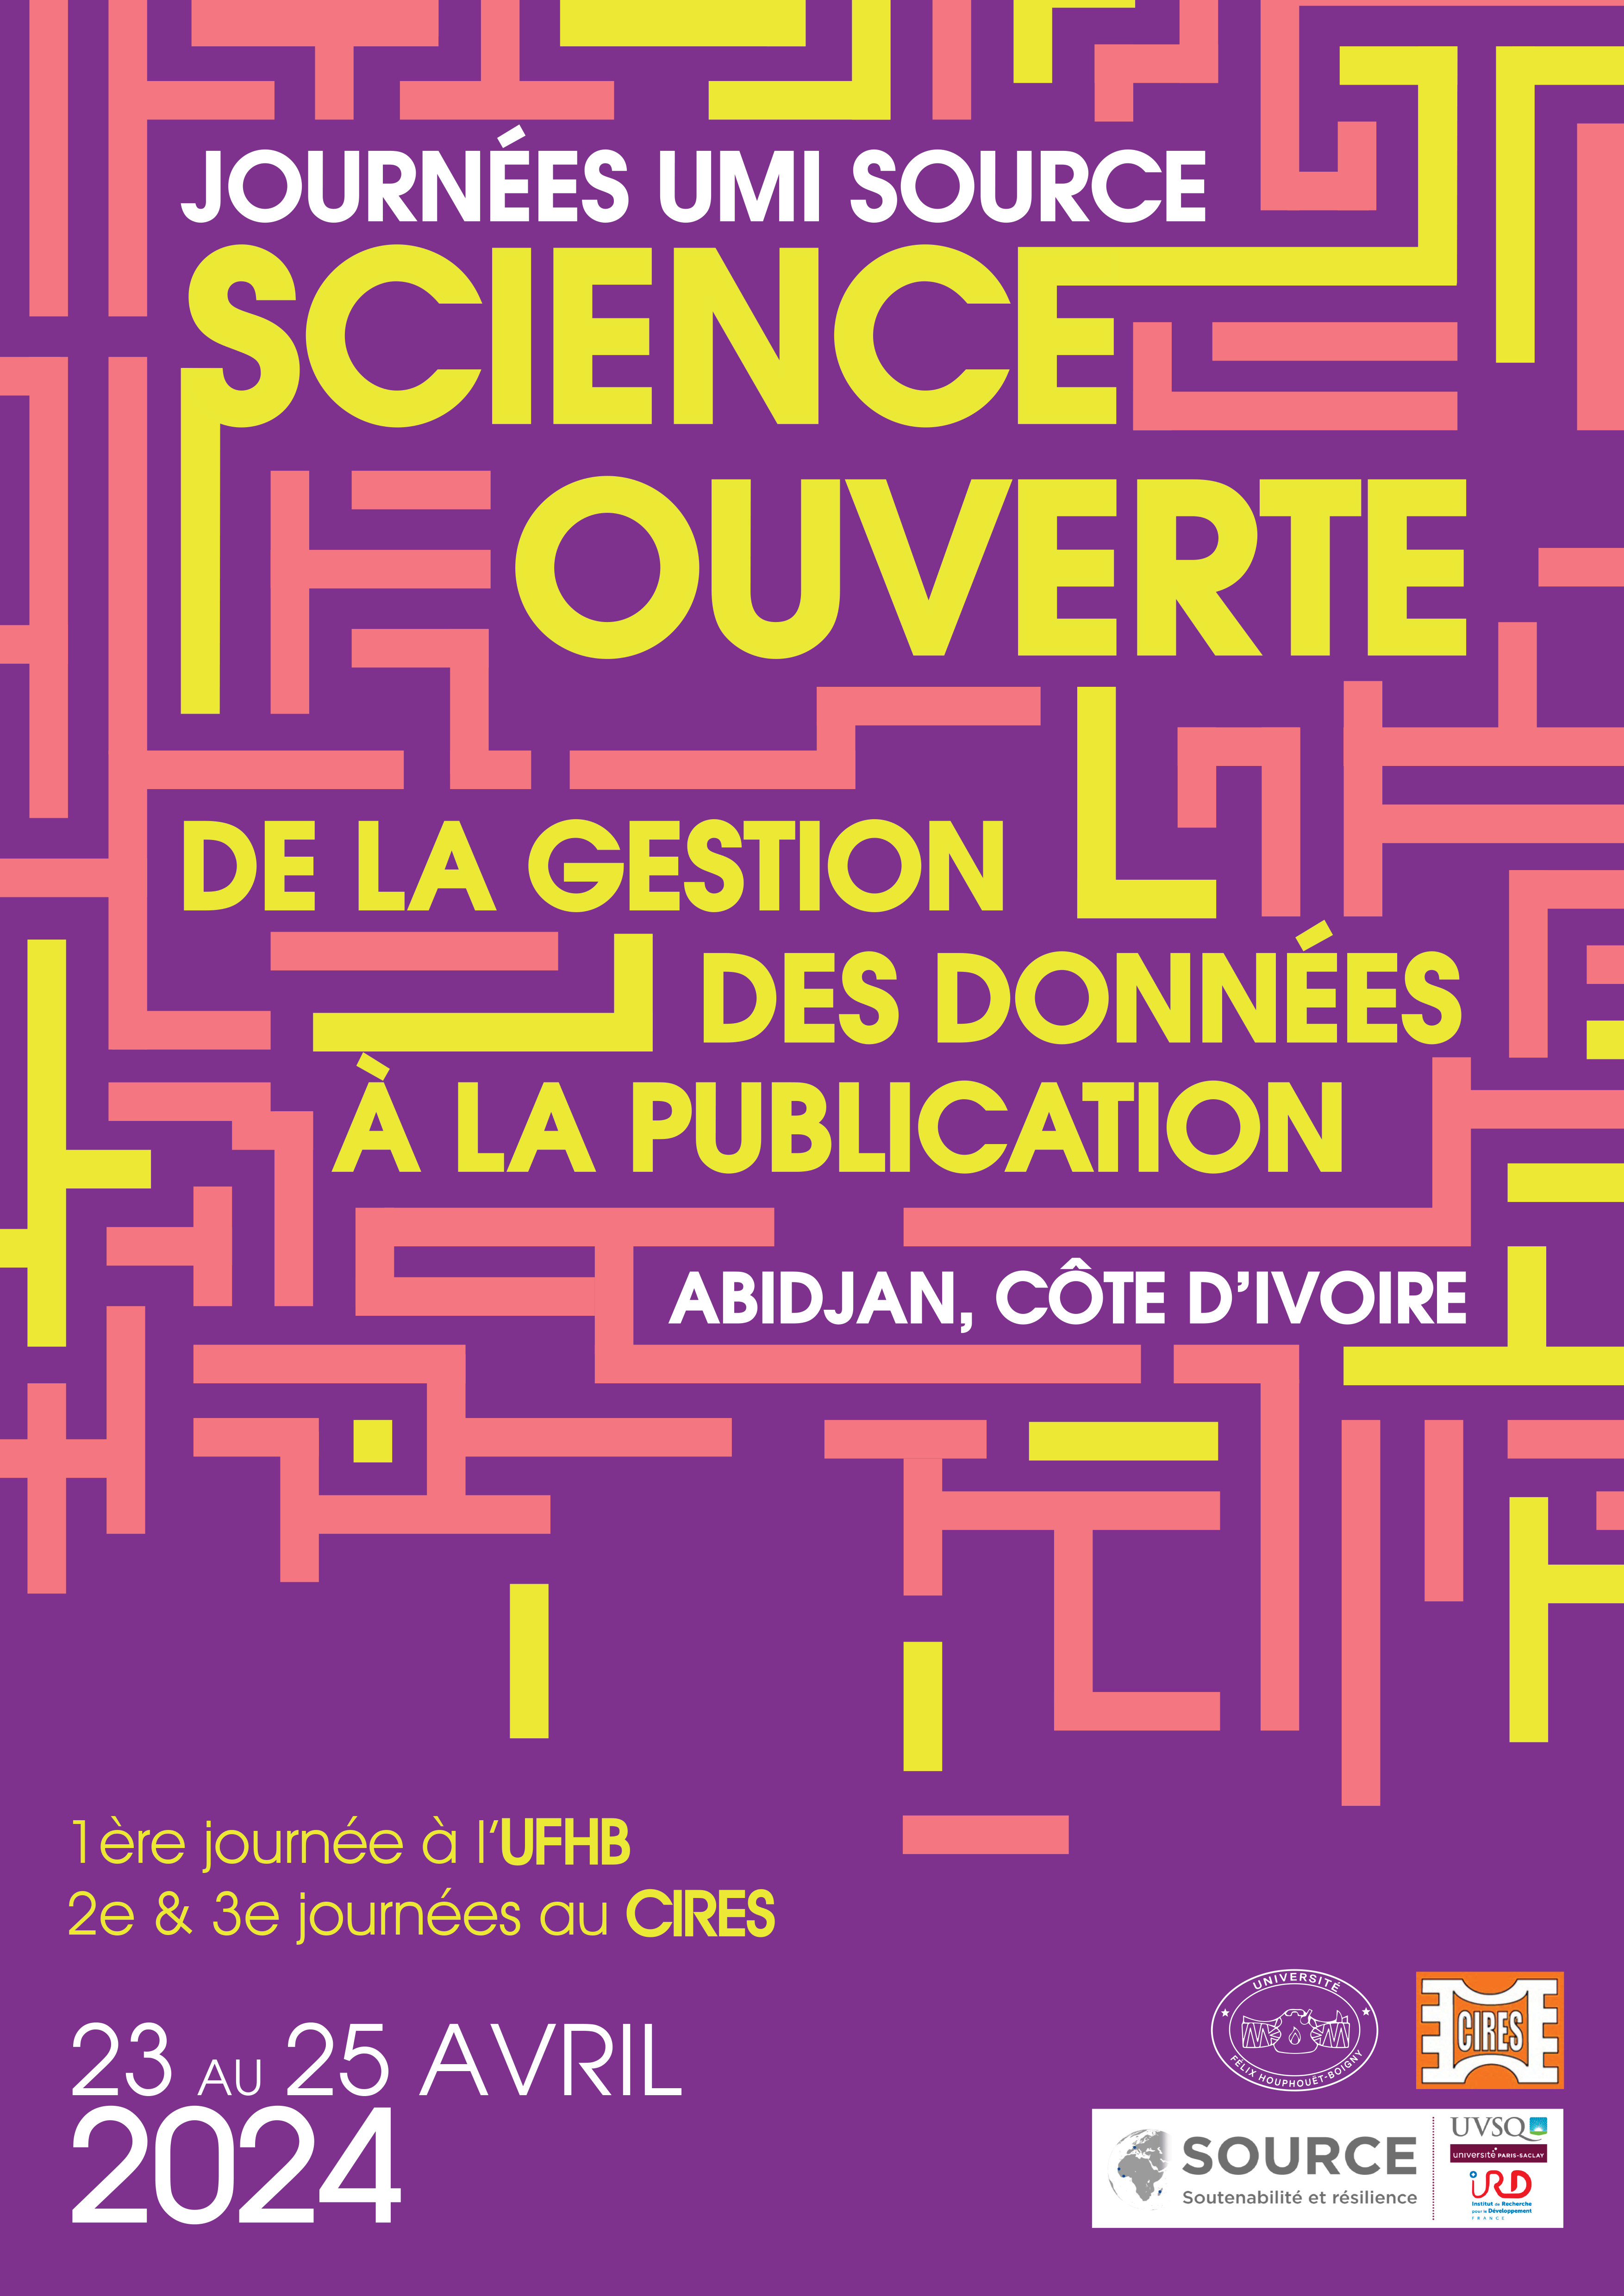 JOURNÉES UMI SOURCE
SCIENCE
OUVERTE
DE LA GESTION
DES DONNÉES
À LA PUBLICATION
ABIDJAN, CÔTE D’IVOIRE
1ère journée à l’UFHB
2e & 3e journées au CIRES
23 AU 25 AVRIL
2024
UNIVERSITÉ
FÉLIX HOUPHOUËT-BOIGNY
CIRES
SOURCE
Soutenabilité et résilience
UVSQ
université PARIS-SACLAY
IRD
Institut de Recherche
pour le Développement
FRANCE